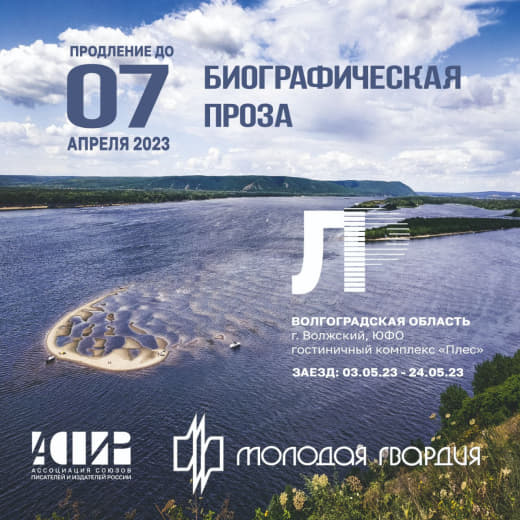 ПРОДЛЕНИЕ ДО
07
АПРЕЛЯ 2023
БИОГРАФИЧЕСКАЯ
ПРОЗА
ЛР
ВОЛГОГРАДСКАЯ ОБЛАСТЬ
г. Волжский, ЮФО
гостиничный комплекс «Плес»
ЗАЕЗД: 03.05.23 - 24.05.23
АСПИР
АССОЦИАЦИЯ СОЮЗОВ
ПИСАТЕЛЕЙ И ИЗДАТЕЛЕЙ РОССИИ
МОЛОДАЯ ГВАРДИЯ